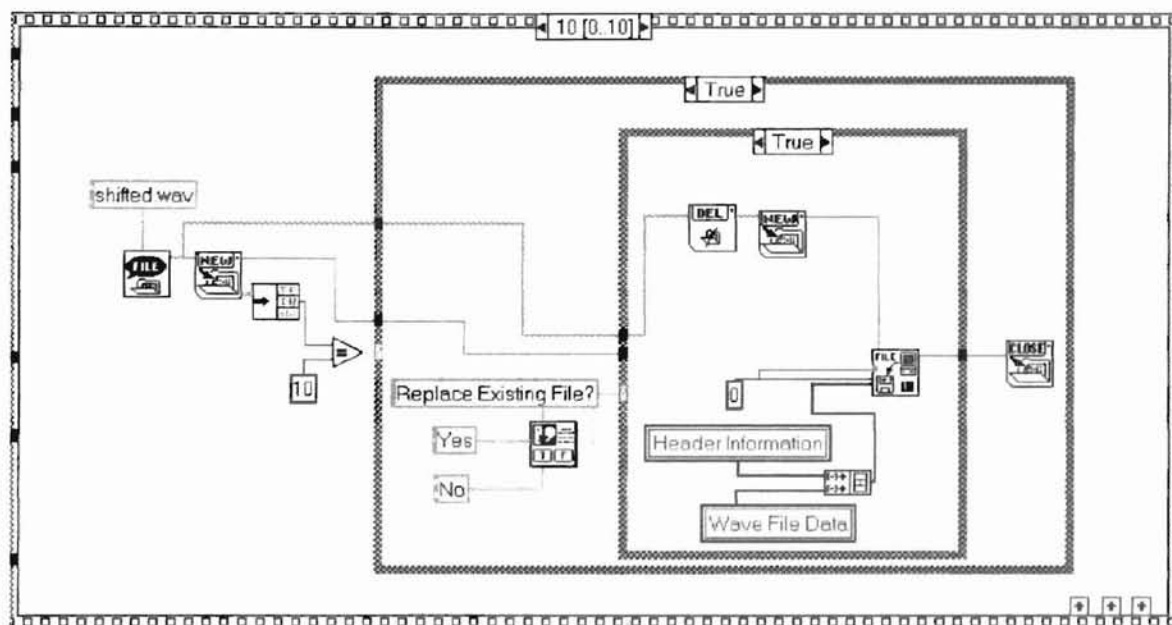 10 [0..10]
True
True
shifted wav
DEL
NEW
FILE
NEW
FILE
CLOSE
10
Replace Existing File?
0
Yes
Header Information
No
Wave File Data